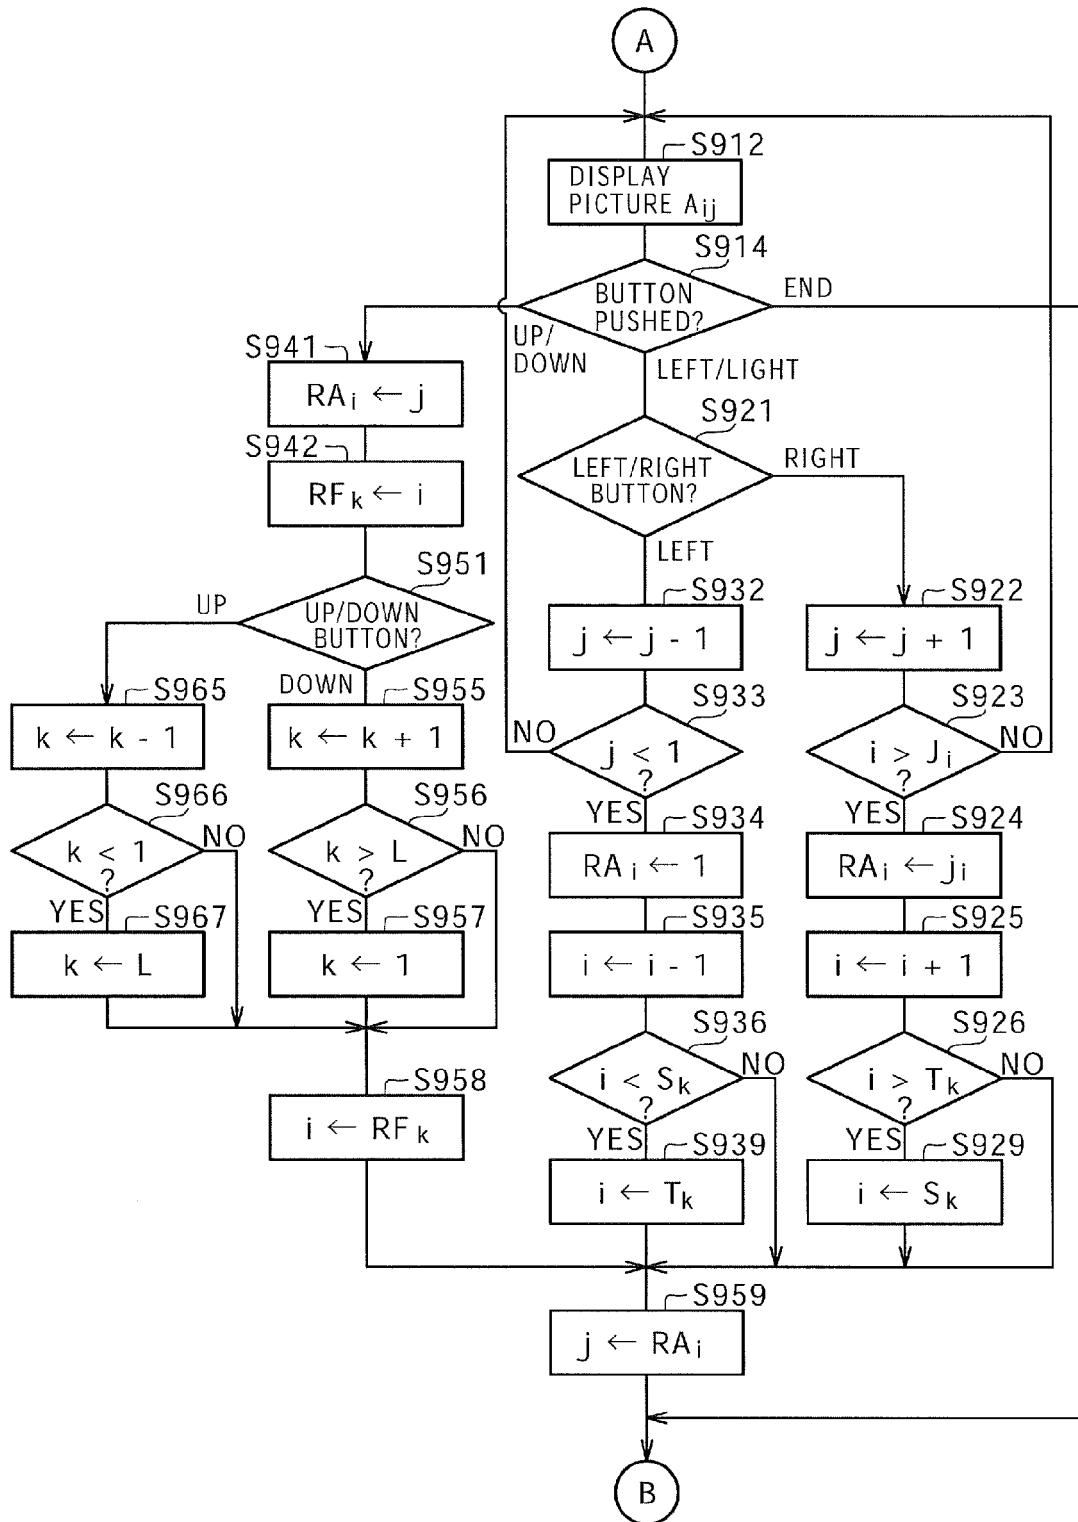 A
S912
DISPLAY
PICTURE Aij
S914
BUTTON
PUSHED?
END
UP/
DOWN
LEFT/LIGHT
S941
RAi ← j
S942
RFk ← i
S921
LEFT/RIGHT
BUTTON?
RIGHT
LEFT
S951
UP
UP/DOWN
BUTTON?
DOWN
S932
j ← j - 1
S922
j ← j + 1
S965
k ← k - 1
S955
k ← k + 1
S933
NO
j < 1
?
YES
S923
i > Ji
?
NO
YES
S966
k < 1
?
NO
YES
S956
k > L
?
NO
YES
S934
RAi ← 1
S924
RAi ← ji
S967
k ← L
S957
k ← 1
S935
i ← i - 1
S925
i ← i + 1
S936
i < Sk
?
NO
YES
S926
i > Tk
?
NO
YES
S958
i ← RFk
S939
i ← Tk
S929
i ← Sk
S959
j ← RAi
B